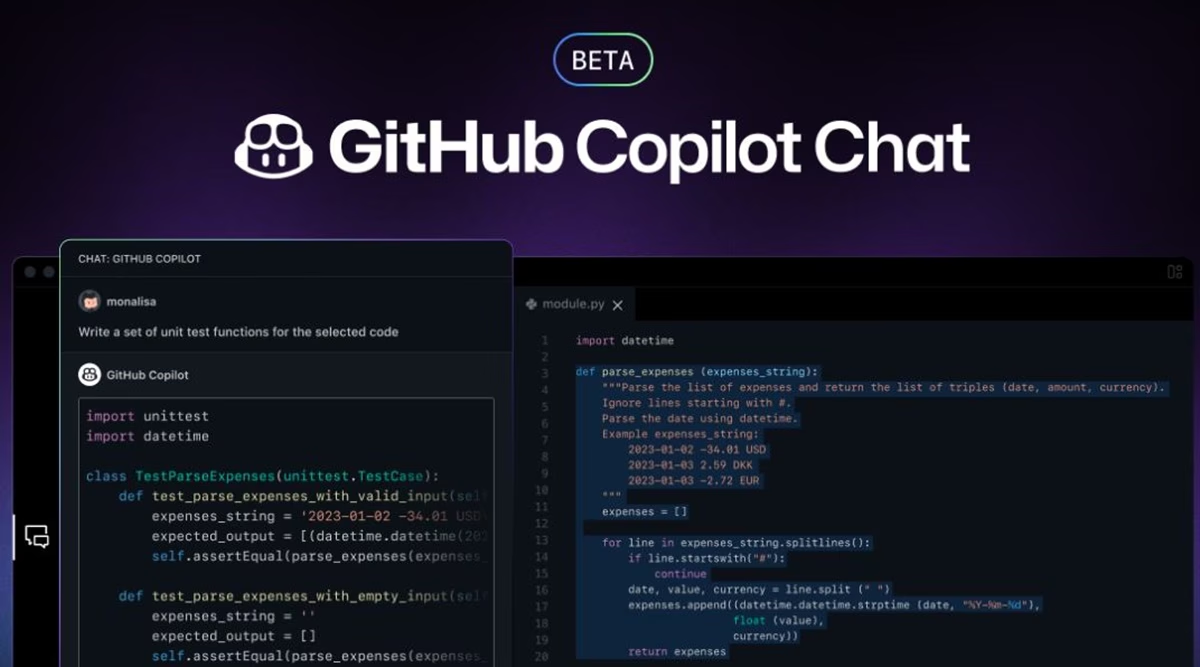 BETA
GitHub Copilot Chat
CHAT: GITHUB COPILOT
monalisa
Write a set of unit test functions for the selected code
GitHub Copilot
import unittest
import datetime
class TestParseExpenses(unittest.TestCase):
def test_parse_expenses_with_valid_input(self
expenses_string = '2023-01-02 -34.01 USD
expected_output = [(datetime.datetime(202
self.assertEqual(parse_expenses(expenses_
def test_parse_expenses_with_empty_input(self
expenses_string = ''
expected_output = []
self.assertEqual(parse_expenses(expenses_
module.py
1 import datetime
2
3 def parse_expenses (expenses_string):
4 """Parse the list of expenses and return the list of triples (date, amount, currency).
5 Ignore lines starting with #.
6 Parse the date using datetime.
7 Example expenses_string:
8 2023-01-02 -34.01 USD
9 2023-01-03 2.59 DKK
10 2023-01-03 -2.72 EUR
11 """
12 expenses = []
13 for line in expenses_string.splitlines():
14 if line.startswith("#"):
15 continue
16 date, value, currency = line.split (" ")
17 expenses.append((datetime.datetime.strptime (date, "%Y-%m-%d"),
18 float (value),
19 currency))
20 return expenses